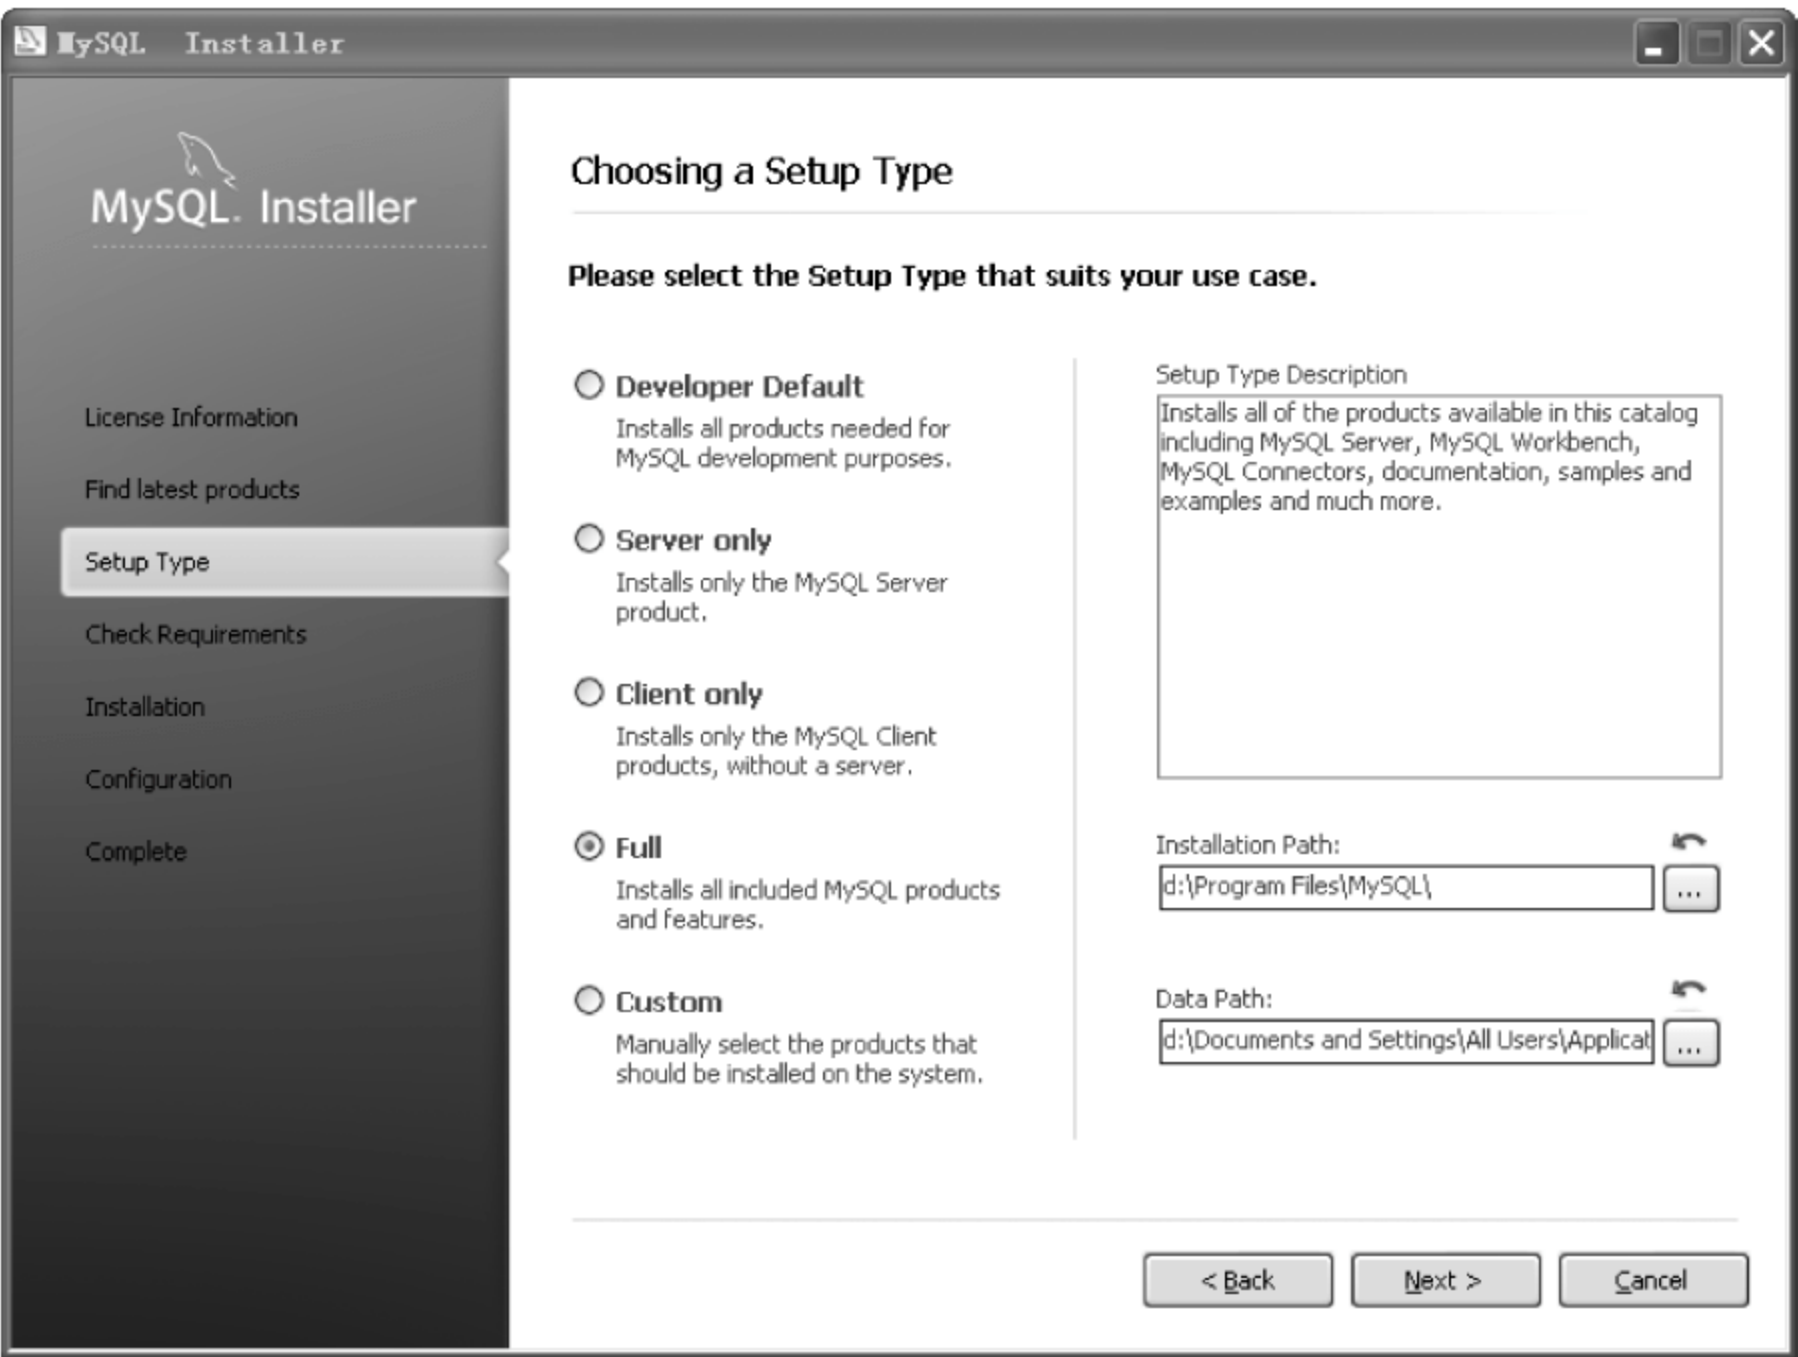 MySQL Installer
MySQL. Installer
License Information
Find latest products
Setup Type
Check Requirements
Installation
Configuration
Complete
Choosing a Setup Type
Please select the Setup Type that suits your use case.
Developer Default
Installs all products needed for
MySQL development purposes.
Server only
Installs only the MySQL Server
product.
Client only
Installs only the MySQL Client
products, without a server.
Full
Installs all included MySQL products
and features.
Custom
Manually select the products that
should be installed on the system.
Setup Type Description
Installs all of the products available in this catalog
including MySQL Server, MySQL Workbench,
MySQL Connectors, documentation, samples and
examples and much more.
Installation Path:
d:\Program Files\MySQL\
...
Data Path:
d:\Documents and Settings\All Users\Applicat
...
< Back
Next >
Cancel